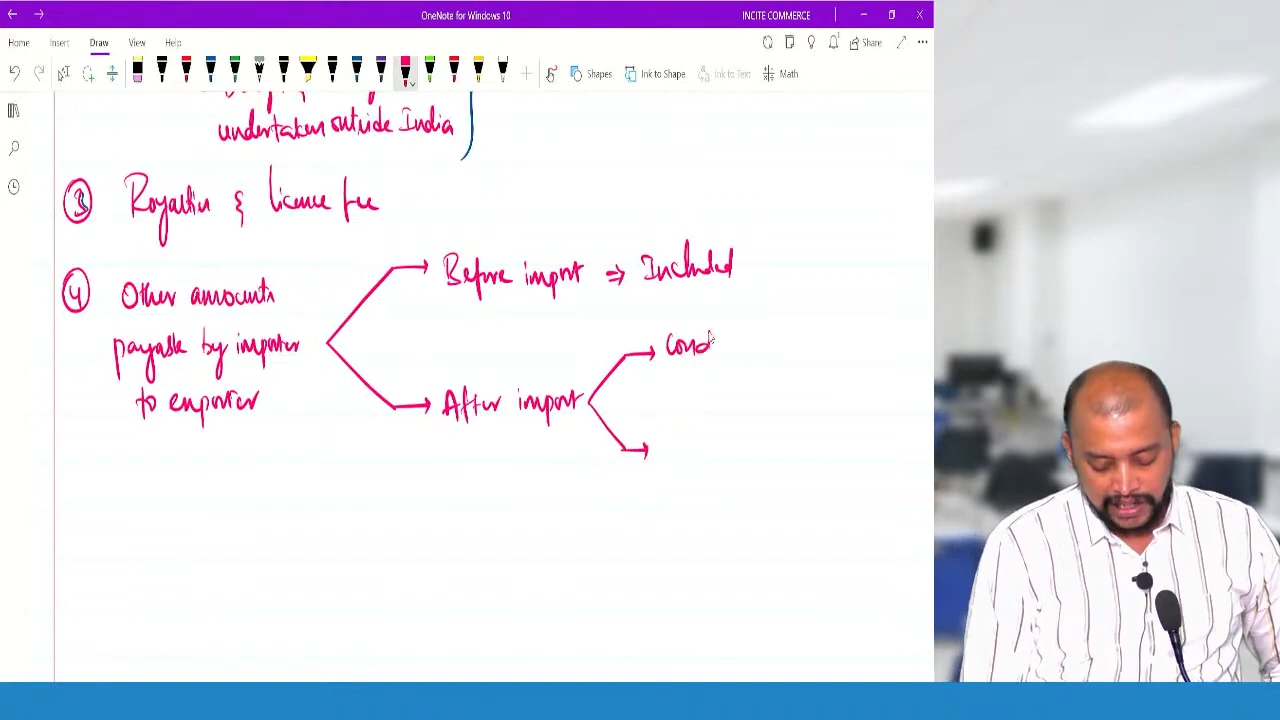 OneNote for Windows 10
INCITE COMMERCE
Home Insert Draw View Help
Share
Shapes Ink to Shape Ink to Text Math
undertaken outside India
③ Royalties & licence fee
④ Other amounts
payable by importer
to exporter
Before import ⇒ Included
After import
Cond